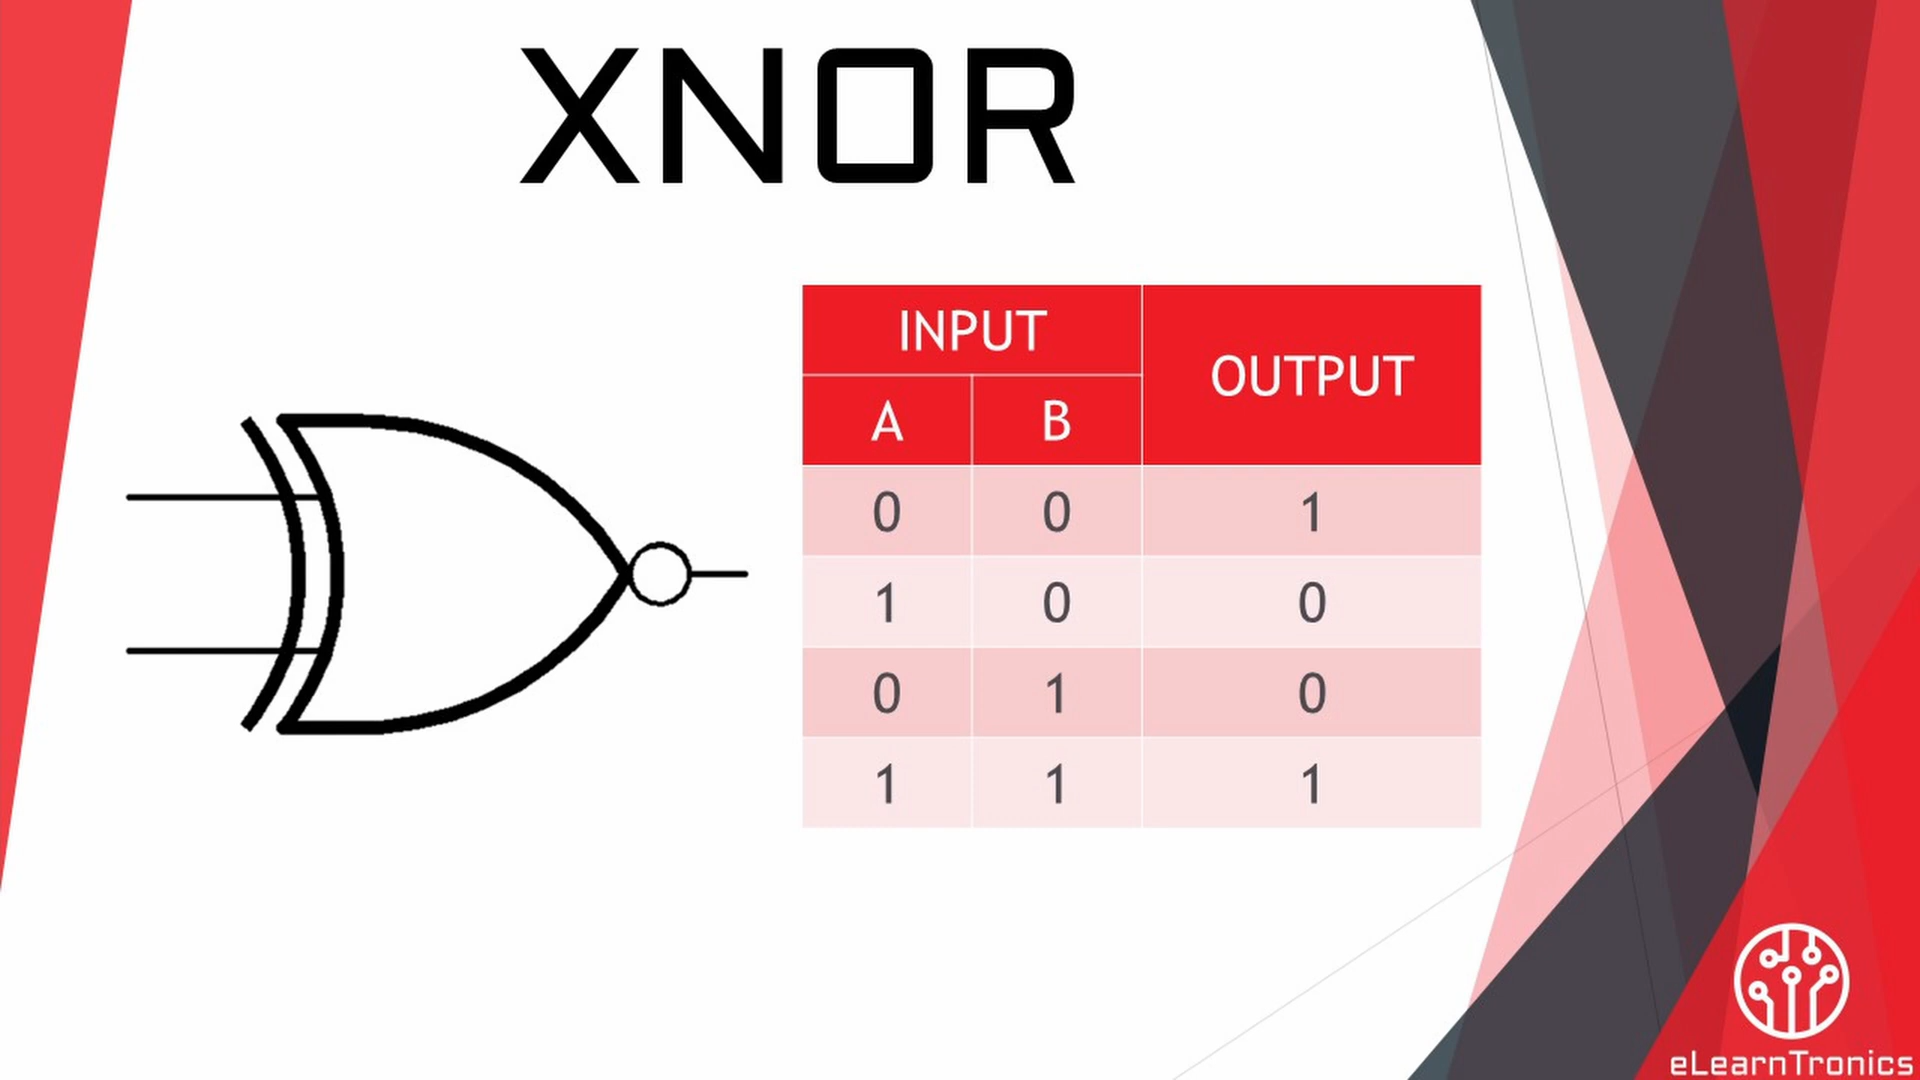 XNOR
INPUT OUTPUT
A B
0 0 1
1 0 0
0 1 0
1 1 1
eLearnTronics